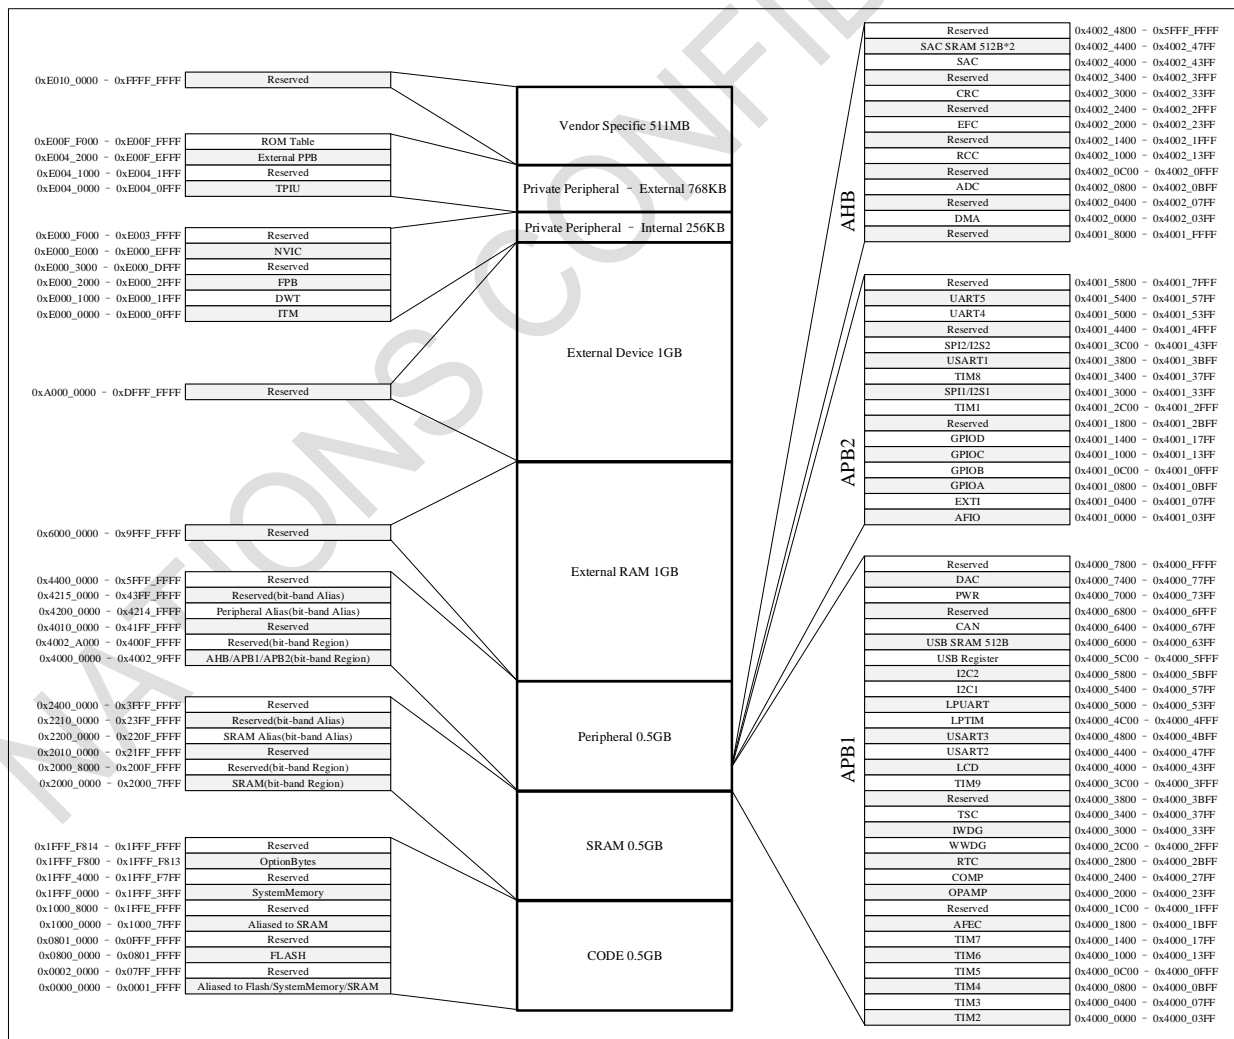 0xE010_0000 - 0xFFFF_FFFF Reserved
0xE00F_F000 - 0xE00F_FFFF ROM Table
0xE004_2000 - 0xE00F_EFFF External PPB
0xE004_1000 - 0xE004_1FFF Reserved
0xE004_0000 - 0xE004_0FFF TPIU
0xE000_F000 - 0xE003_FFFF Reserved
0xE000_E000 - 0xE000_EFFF NVIC
0xE000_3000 - 0xE000_DFFF Reserved
0xE000_2000 - 0xE000_2FFF FPB
0xE000_1000 - 0xE000_1FFF DWT
0xE000_0000 - 0xE000_0FFF ITM
0xA000_0000 - 0xDFFF_FFFF Reserved
0x6000_0000 - 0x9FFF_FFFF Reserved
0x4400_0000 - 0x5FFF_FFFF Reserved
0x4215_0000 - 0x43FF_FFFF Reserved(bit-band Alias)
0x4200_0000 - 0x4214_FFFF Peripheral Alias(bit-band Alias)
0x4010_0000 - 0x41FF_FFFF Reserved
0x4002_A000 - 0x400F_FFFF Reserved(bit-band Region)
0x4000_0000 - 0x4002_9FFF AHB/APB1/APB2(bit-band Region)
0x2400_0000 - 0x3FFF_FFFF Reserved
0x2210_0000 - 0x23FF_FFFF Reserved(bit-band Alias)
0x2200_0000 - 0x220F_FFFF SRAM Alias(bit-band Alias)
0x2010_0000 - 0x21FF_FFFF Reserved
0x2000_8000 - 0x200F_FFFF Reserved(bit-band Region)
0x2000_0000 - 0x2000_7FFF SRAM(bit-band Region)
0x1FFF_F814 - 0x1FFF_FFFF Reserved
0x1FFF_F800 - 0x1FFF_F813 OptionBytes
0x1FFF_4000 - 0x1FFF_F7FF Reserved
0x1FFF_0000 - 0x1FFF_3FFF SystemMemory
0x1000_8000 - 0x1FFE_FFFF Reserved
0x1000_0000 - 0x1000_7FFF Aliased to SRAM
0x0801_0000 - 0x0FFF_FFFF Reserved
0x0800_0000 - 0x0801_FFFF FLASH
0x0002_0000 - 0x07FF_FFFF Reserved
0x0000_0000 - 0x0001_FFFF Aliased to Flash/SystemMemory/SRAM
Vendor Specific 511MB
Private Peripheral - External 768KB
Private Peripheral - Internal 256KB
External Device 1GB
External RAM 1GB
Peripheral 0.5GB
SRAM 0.5GB
CODE 0.5GB
AHB
Reserved 0x4002_4800 - 0x5FFF_FFFF
SAC SRAM 512B*2 0x4002_4400 - 0x4002_47FF
SAC 0x4002_4000 - 0x4002_43FF
Reserved 0x4002_3400 - 0x4002_3FFF
CRC 0x4002_3000 - 0x4002_33FF
Reserved 0x4002_2400 - 0x4002_2FFF
EFC 0x4002_2000 - 0x4002_23FF
Reserved 0x4002_1400 - 0x4002_1FFF
RCC 0x4002_1000 - 0x4002_13FF
Reserved 0x4002_0C00 - 0x4002_0FFF
ADC 0x4002_0800 - 0x4002_0BFF
Reserved 0x4002_0400 - 0x4002_07FF
DMA 0x4002_0000 - 0x4002_03FF
Reserved 0x4001_8000 - 0x4001_FFFF
APB2
Reserved 0x4001_5800 - 0x4001_7FFF
UART5 0x4001_5400 - 0x4001_57FF
UART4 0x4001_5000 - 0x4001_53FF
Reserved 0x4001_4400 - 0x4001_4FFF
SPI2/I2S2 0x4001_3C00 - 0x4001_43FF
USART1 0x4001_3800 - 0x4001_3BFF
TIM8 0x4001_3400 - 0x4001_37FF
SPI1/I2S1 0x4001_3000 - 0x4001_33FF
TIM1 0x4001_2C00 - 0x4001_2FFF
Reserved 0x4001_1800 - 0x4001_2BFF
GPIOD 0x4001_1400 - 0x4001_17FF
GPIOC 0x4001_1000 - 0x4001_13FF
GPIOB 0x4001_0C00 - 0x4001_0FFF
GPIOA 0x4001_0800 - 0x4001_0BFF
EXTI 0x4001_0400 - 0x4001_07FF
AFIO 0x4001_0000 - 0x4001_03FF
APB1
Reserved 0x4000_7800 - 0x4000_FFFF
DAC 0x4000_7400 - 0x4000_77FF
PWR 0x4000_7000 - 0x4000_73FF
Reserved 0x4000_6800 - 0x4000_6FFF
CAN 0x4000_6400 - 0x4000_67FF
USB SRAM 512B 0x4000_6000 - 0x4000_63FF
USB Register 0x4000_5C00 - 0x4000_5FFF
I2C2 0x4000_5800 - 0x4000_5BFF
I2C1 0x4000_5400 - 0x4000_57FF
LPUART 0x4000_5000 - 0x4000_53FF
LPTIM 0x4000_4C00 - 0x4000_4FFF
USART3 0x4000_4800 - 0x4000_4BFF
USART2 0x4000_4400 - 0x4000_47FF
LCD 0x4000_4000 - 0x4000_43FF
TIM9 0x4000_3C00 - 0x4000_3FFF
Reserved 0x4000_3800 - 0x4000_3BFF
TSC 0x4000_3400 - 0x4000_37FF
IWDG 0x4000_3000 - 0x4000_33FF
WWDG 0x4000_2C00 - 0x4000_2FFF
RTC 0x4000_2800 - 0x4000_2BFF
COMP 0x4000_2400 - 0x4000_27FF
OPAMP 0x4000_2000 - 0x4000_23FF
Reserved 0x4000_1C00 - 0x4000_1FFF
AFEC 0x4000_1800 - 0x4000_1BFF
TIM7 0x4000_1400 - 0x4000_17FF
TIM6 0x4000_1000 - 0x4000_13FF
TIM5 0x4000_0C00 - 0x4000_0FFF
TIM4 0x4000_0800 - 0x4000_0BFF
TIM3 0x4000_0400 - 0x4000_07FF
TIM2 0x4000_0000 - 0x4000_03FF
NATIONS